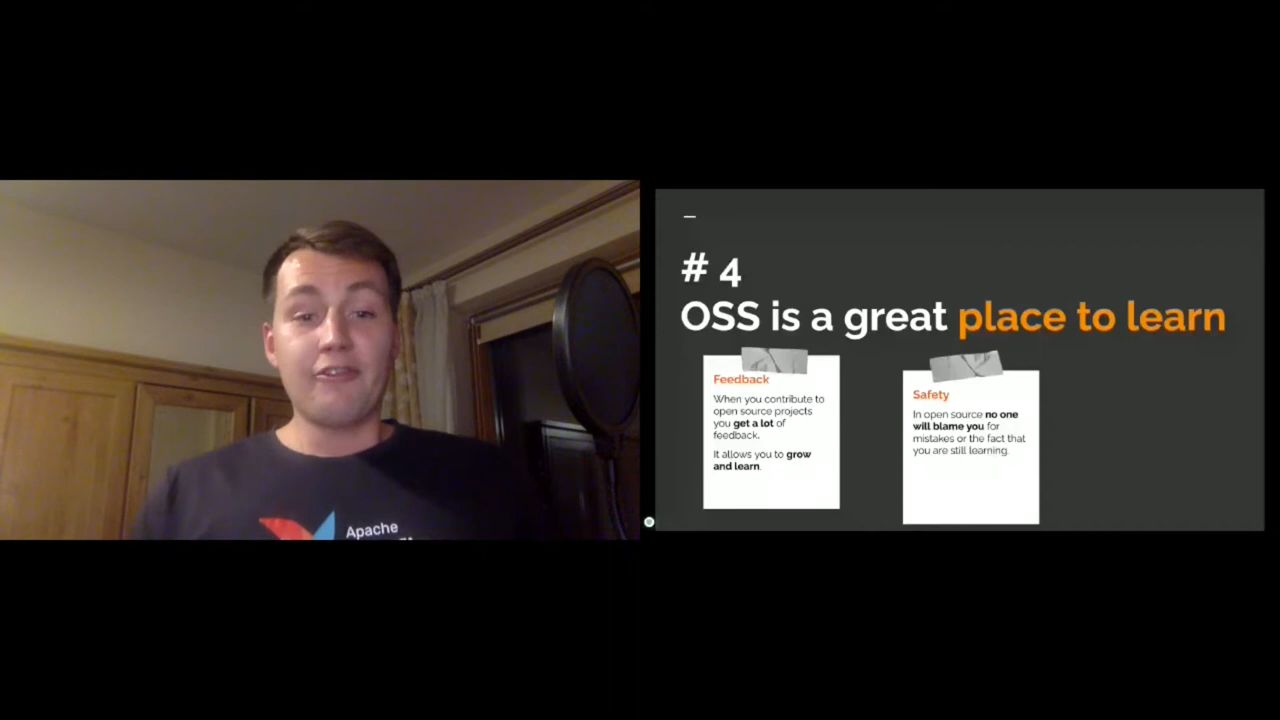 Apache
# 4
OSS is a great place to learn
Feedback
When you contribute to
open source projects
you get a lot of
feedback.
It allows you to grow
and learn.
Safety
In open source no one
will blame you for
mistakes or the fact that
you are still learning.